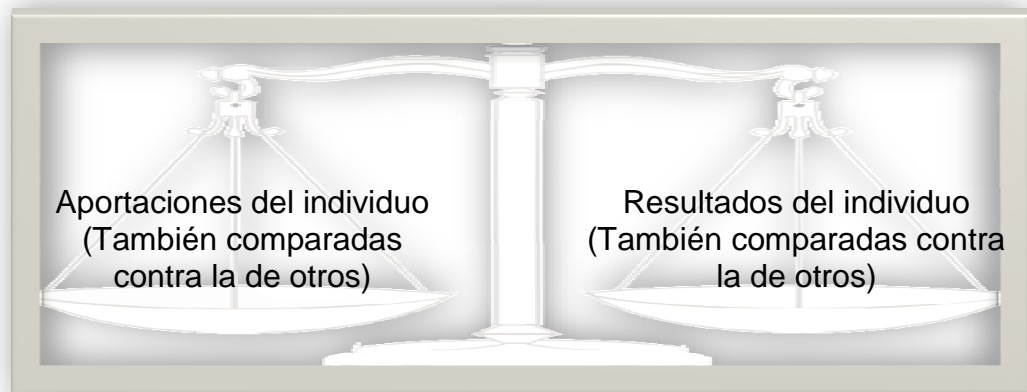 Aportaciones del individuo
(También comparadas
contra la de otros)
Resultados del individuo
(También comparadas contra
la de otros)